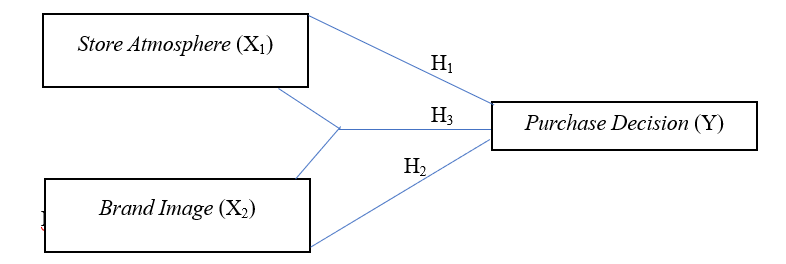 Store Atmosphere (X₁)
H₁
H₃
Purchase Decision (Y)
H₂
Brand Image (X₂)